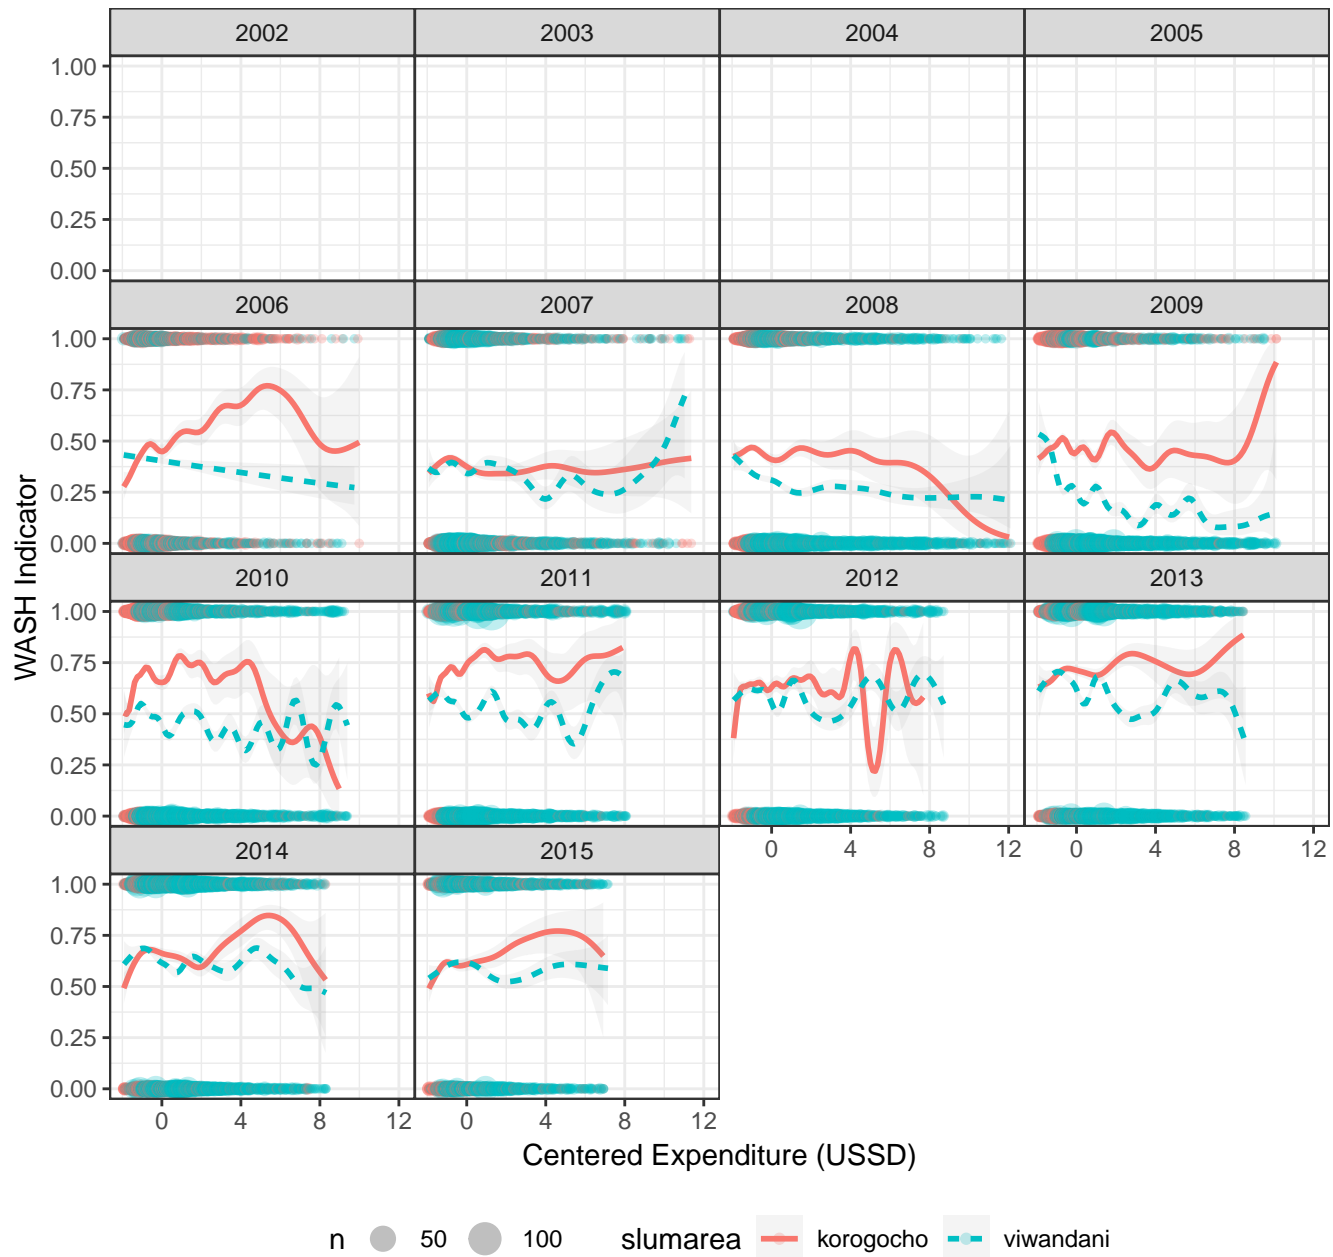 2002 2003 2004 2005
1.00
0.75
0.50
0.25
0.00
2006 2007 2008 2009
1.00
0.75
0.50
0.25
0.00
WASH Indicator
2010 2011 2012 2013
1.00
0.75
0.50
0.25
0.00
0 4 8 12 0 4 8 12
2014 2015
1.00
0.75
0.50
0.25
0.00
0 4 8 12 0 4 8 12
Centered Expenditure (USSD)
n 50 100 slumarea korogocho viwandani